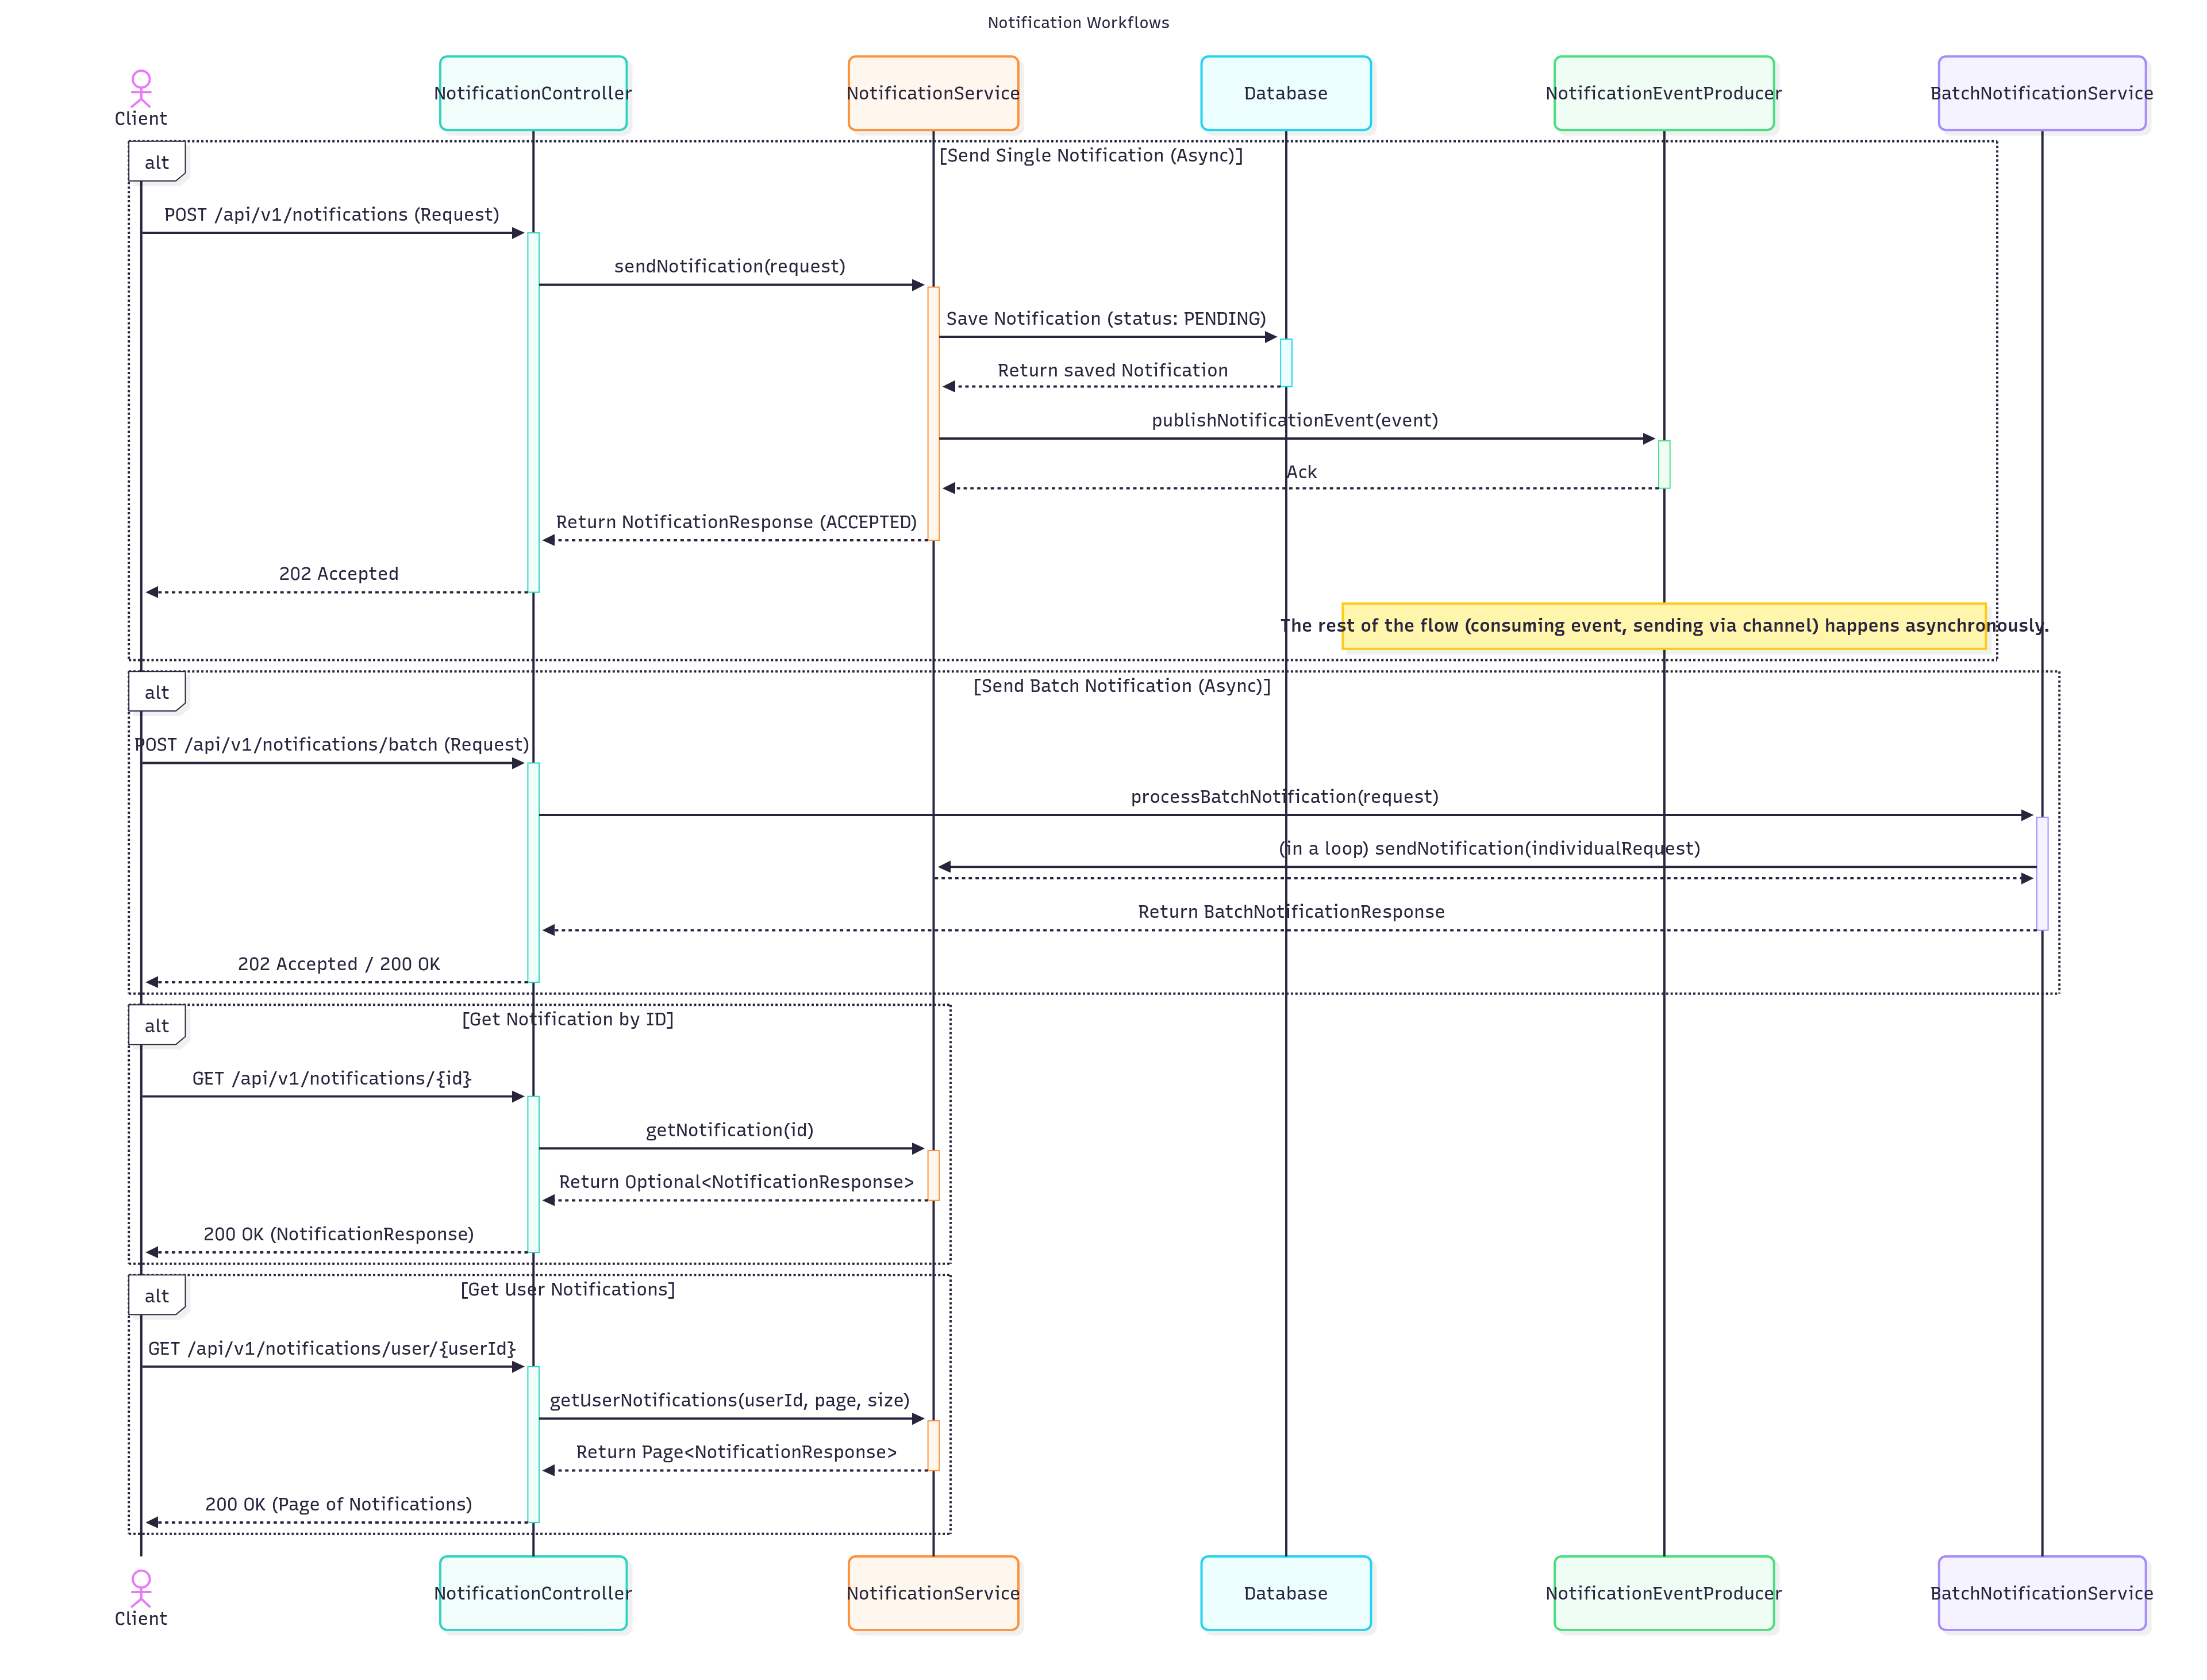 Notification Workflows
Client
NotificationController
NotificationService
Database
NotificationEventProducer
BatchNotificationService
alt
[Send Single Notification (Async)]
POST /api/v1/notifications (Request)
sendNotification(request)
Save Notification (status: PENDING)
Return saved Notification
publishNotificationEvent(event)
Ack
Return NotificationResponse (ACCEPTED)
202 Accepted
The rest of the flow (consuming event, sending via channel) happens asynchronously.
alt
[Send Batch Notification (Async)]
POST /api/v1/notifications/batch (Request)
processBatchNotification(request)
(in a loop) sendNotification(individualRequest)
Return BatchNotificationResponse
202 Accepted / 200 OK
alt
[Get Notification by ID]
GET /api/v1/notifications/{id}
getNotification(id)
Return Optional<NotificationResponse>
200 OK (NotificationResponse)
alt
[Get User Notifications]
GET /api/v1/notifications/user/{userId}
getUserNotifications(userId, page, size)
Return Page<NotificationResponse>
200 OK (Page of Notifications)
Client
NotificationController
NotificationService
Database
NotificationEventProducer
BatchNotificationService